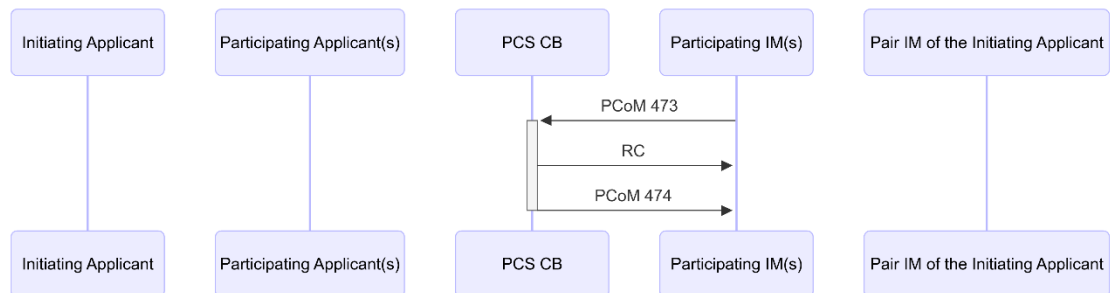 Initiating Applicant
Participating Applicant(s)
PCS CB
Participating IM(s)
Pair IM of the Initiating Applicant
PCoM 473
RC
PCoM 474
Initiating Applicant
Participating Applicant(s)
PCS CB
Participating IM(s)
Pair IM of the Initiating Applicant